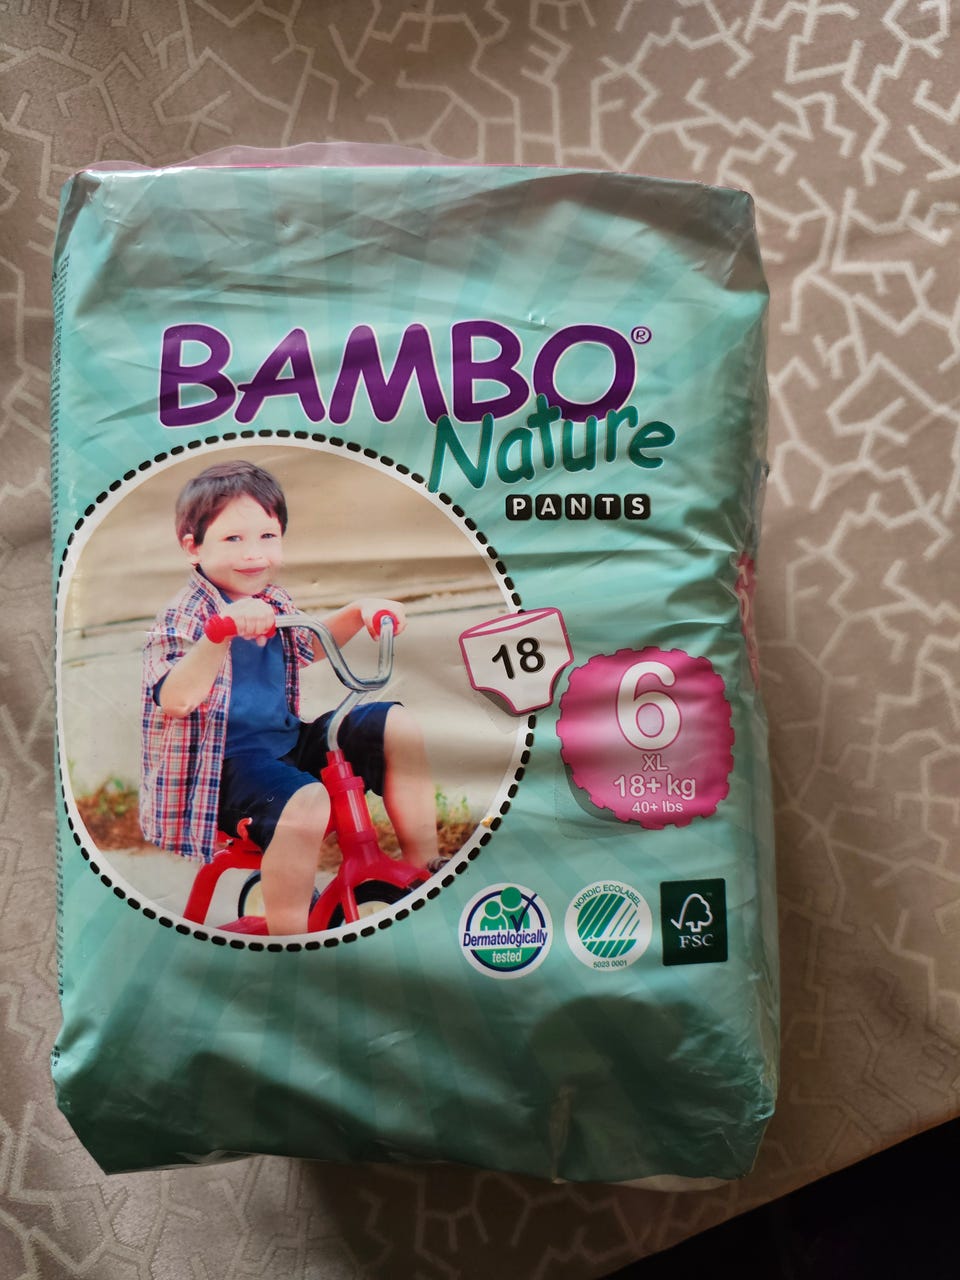 BAMBO®
Nature
PANTS
18
6
XL
18+ kg
40+ lbs
Dermatologically
tested
NORDIC ECOLABEL
5023 0001
FSC